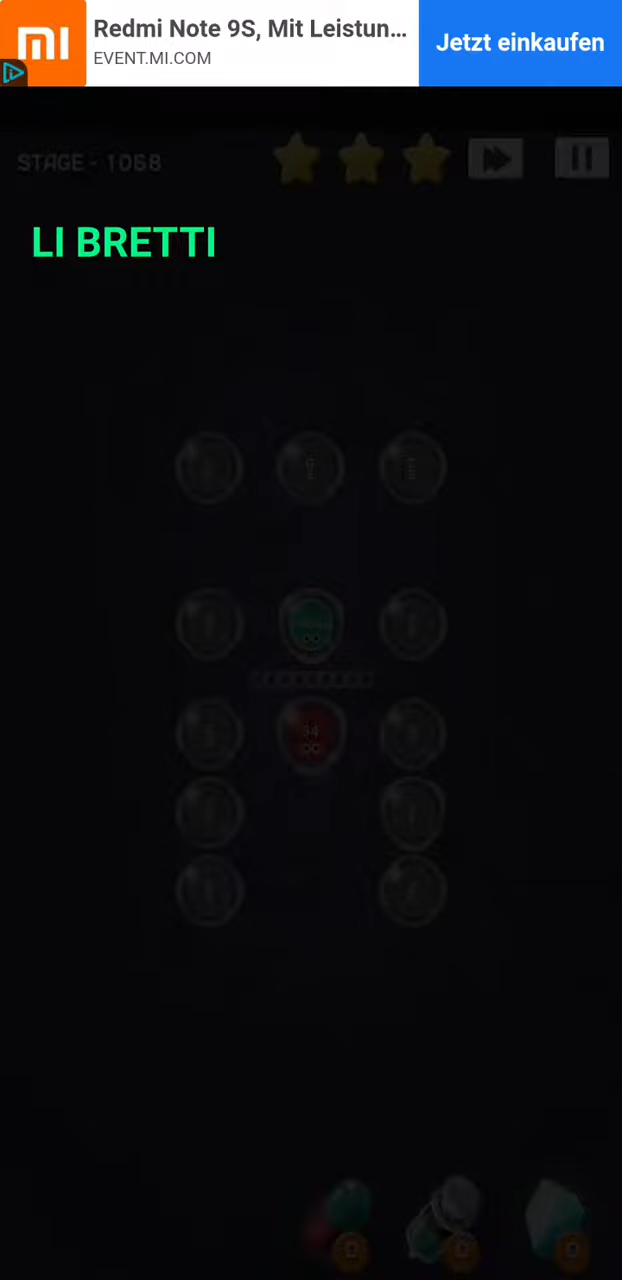 Redmi Note 9S, Mit Leistun...
EVENT.MI.COM
Jetzt einkaufen
STAGE - 1068
LI BRETTI